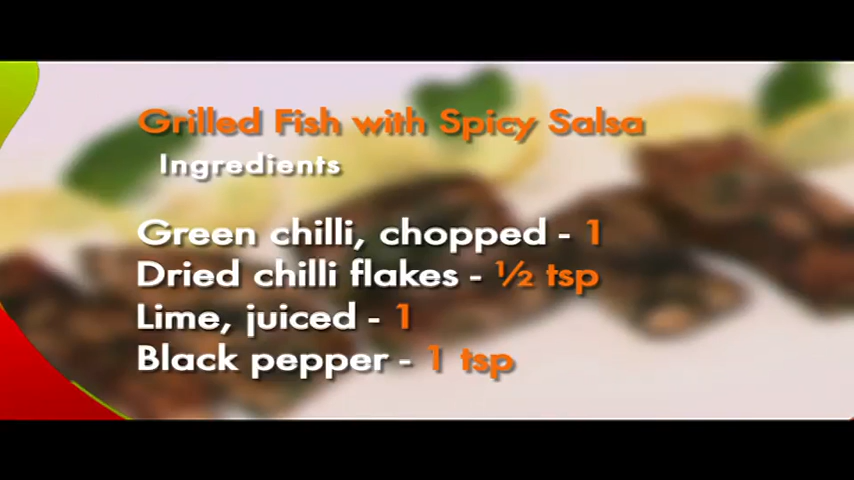 Grilled Fish with Spicy Salsa
Ingredients
Green chilli, chopped - 1
Dried chilli flakes - ½ tsp
Lime, juiced - 1
Black pepper - 1 tsp